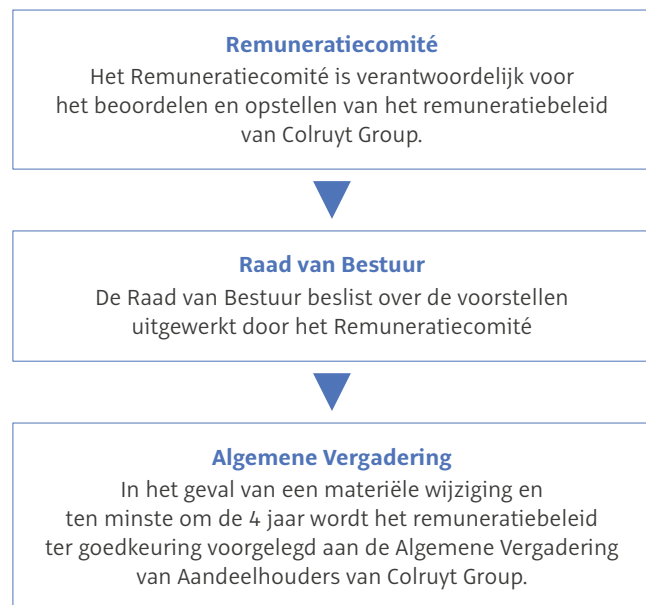 Remuneratiecomité
Het Remuneratiecomité is verantwoordelijk voor
het beoordelen en opstellen van het remuneratiebeleid
van Colruyt Group.
Raad van Bestuur
De Raad van Bestuur beslist over de voorstellen
uitgewerkt door het Remuneratiecomité
Algemene Vergadering
In het geval van een materiële wijziging en
ten minste om de 4 jaar wordt het remuneratiebeleid
ter goedkeuring voorgelegd aan de Algemene Vergadering
van Aandeelhouders van Colruyt Group.